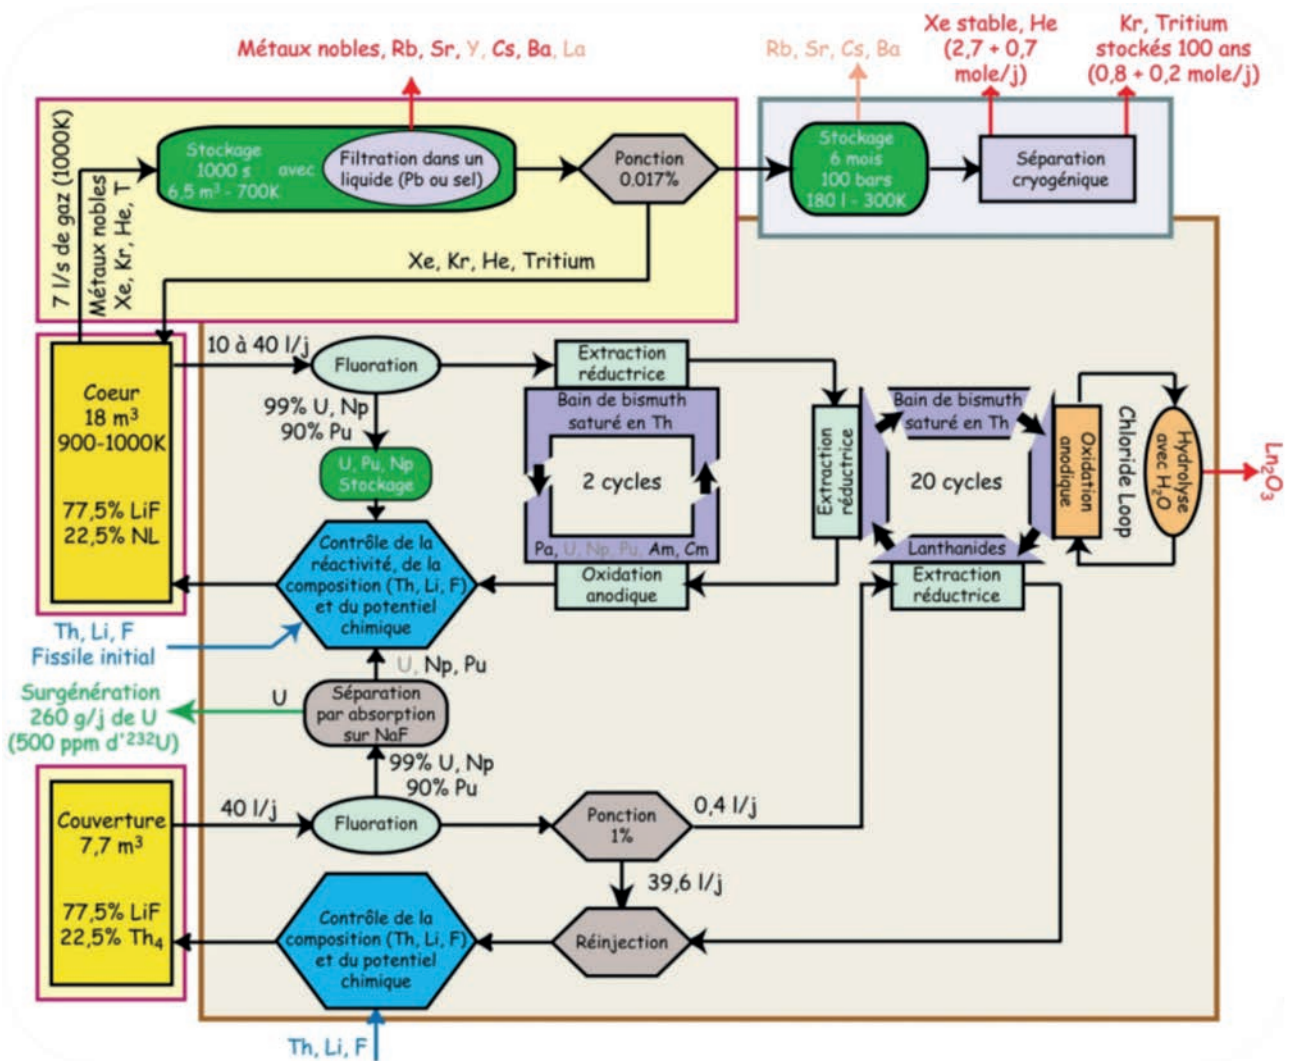 Métaux nobles, Rb, Sr, Y, Cs, Ba, La
Rb, Sr, Cs, Ba
Xe stable, He
(2,7 + 0,7
mole/j)
Kr, Tritium
stockés 100 ans
(0,8 + 0,2 mole/j)
7 l/s de gaz (1000K)
Métaux nobles
Xe, Kr, He, T
Stockage
1000 s
6,5 m³ - 700K
avec
Filtration dans un
liquide (Pb ou sel)
Ponction
0.017%
Stockage
6 mois
100 bars
180 l - 300K
Séparation
cryogénique
Xe, Kr, He, Tritium
Coeur
18 m³
900-1000K
77,5% LiF
22,5% NL
10 à 40 l/j
Fluoration
99% U, Np
90% Pu
U, Pu, Np
Stockage
Extraction
réductrice
Bain de bismuth
saturé en Th
2 cycles
Pa, U, Np, Pu, Am, Cm
Oxidation
anodique
Extraction
réductrice
Bain de bismuth
saturé en Th
20 cycles
Lanthanides
Extraction
réductrice
Oxidation
anodique
Chloride Loop
Hydrolyse
avec H₂O
Ln₂O₃
Contrôle de la
réactivité, de la
composition (Th, Li, F)
et du potentiel
chimique
Th, Li, F
Fissile initial
U, Np, Pu
Surgénération
260 g/j de U
(500 ppm d'²³²U)
U
Séparation
par absorption
sur NaF
99% U, Np
90% Pu
Couverture
7,7 m³
77,5% LiF
22,5% Th₄
40 l/j
Fluoration
Ponction
1%
0,4 l/j
39,6 l/j
Réinjection
Contrôle de la
composition (Th, Li, F)
et du potentiel
chimique
Th, Li, F